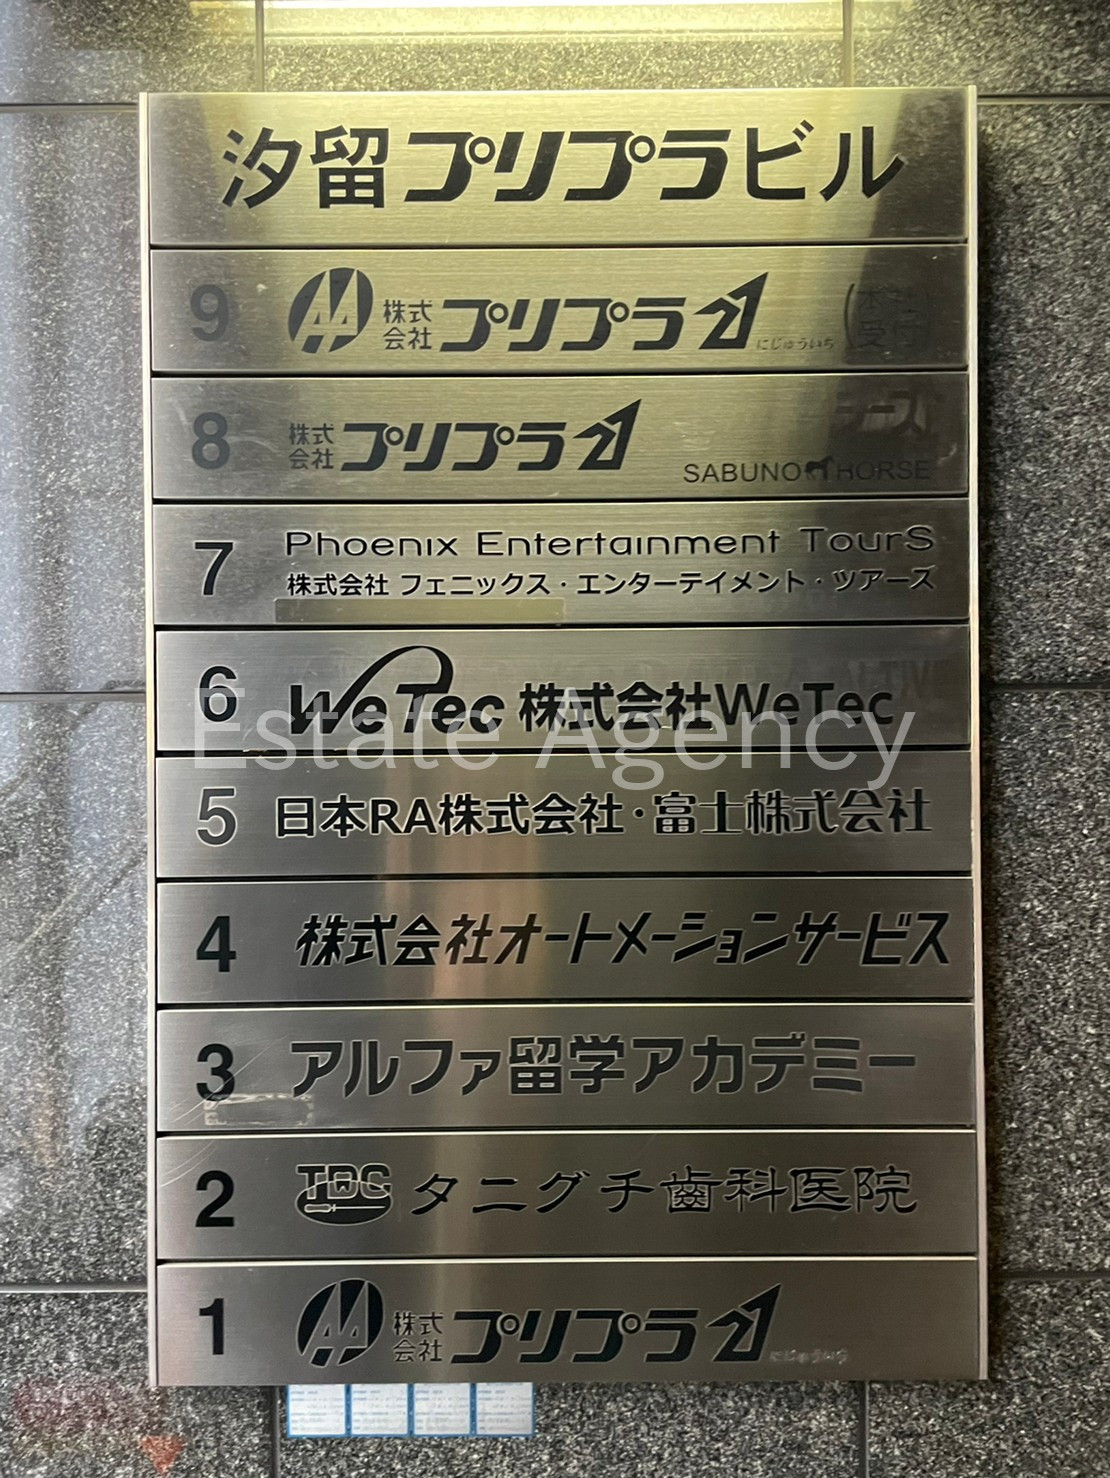 汐留プリプラビル
9 株式会社プリプラ21 にじゅういち
8 株式会社プリプラ21
SABUNO HORSE
7 Phoenix Entertainment TourS
株式会社 フェニックス・エンターテイメント・ツアーズ
6 WeTec 株式会社WeTec
Estate Agency
5 日本RA株式会社・富士株式会社
4 株式会社オートメーションサービス
3 アルファ留学アカデミー
2 TDC タニグチ歯科医院
1 株式会社プリプラ21 にじゅういち